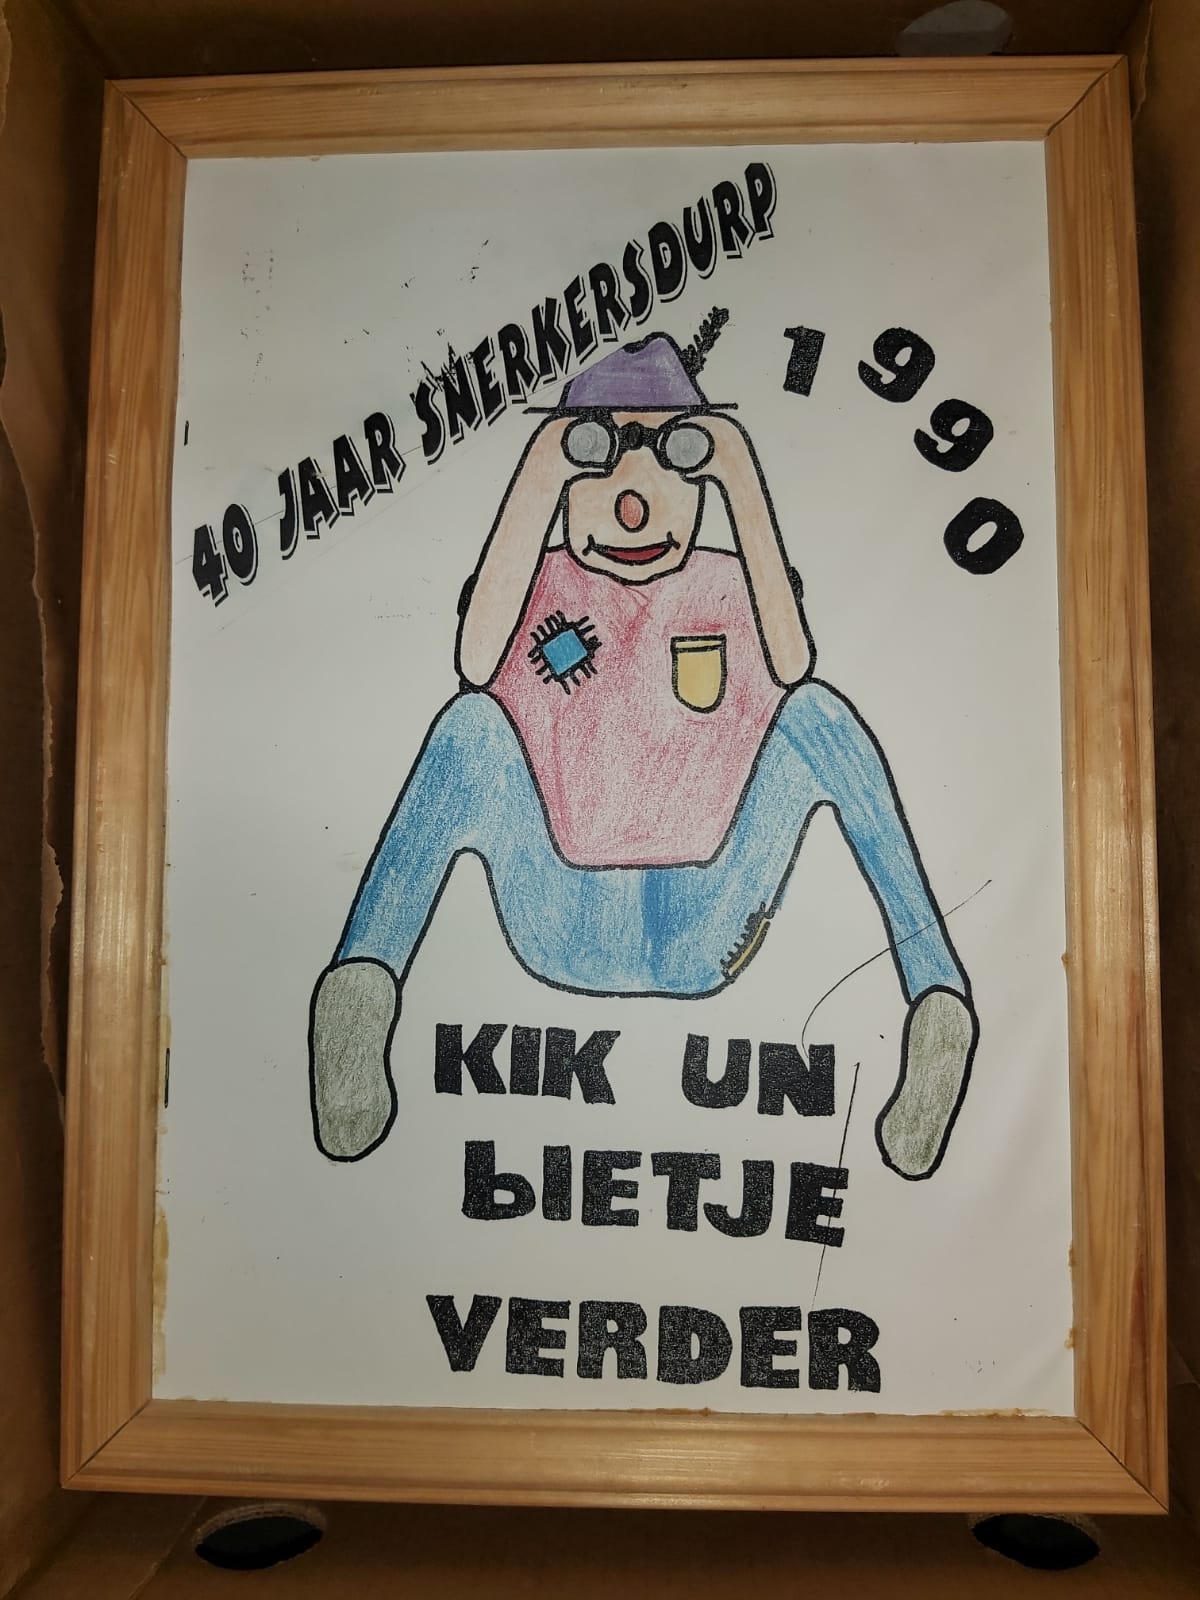 40 JAAR SNERKERSDURP
1990
KIK UN
bIETJE
VERDER